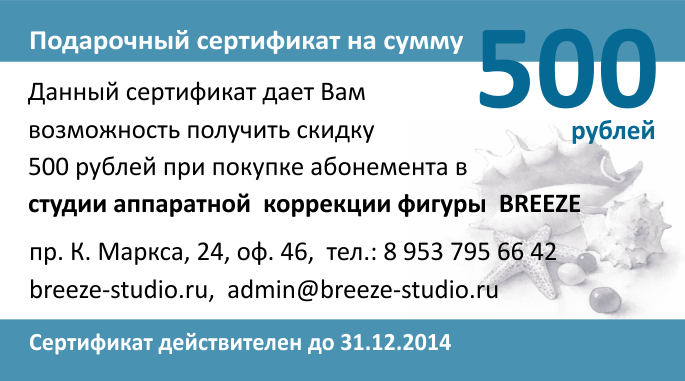 Подарочный сертификат на сумму 500
рублей
Данный сертификат дает Вам
возможность получить скидку
500 рублей при покупке абонемента в
студии аппаратной коррекции фигуры BREEZE
пр. К. Маркса, 24, оф. 46, тел.: 8 953 795 66 42
breeze-studio.ru, admin@breeze-studio.ru
Сертификат действителен до 31.12.2014